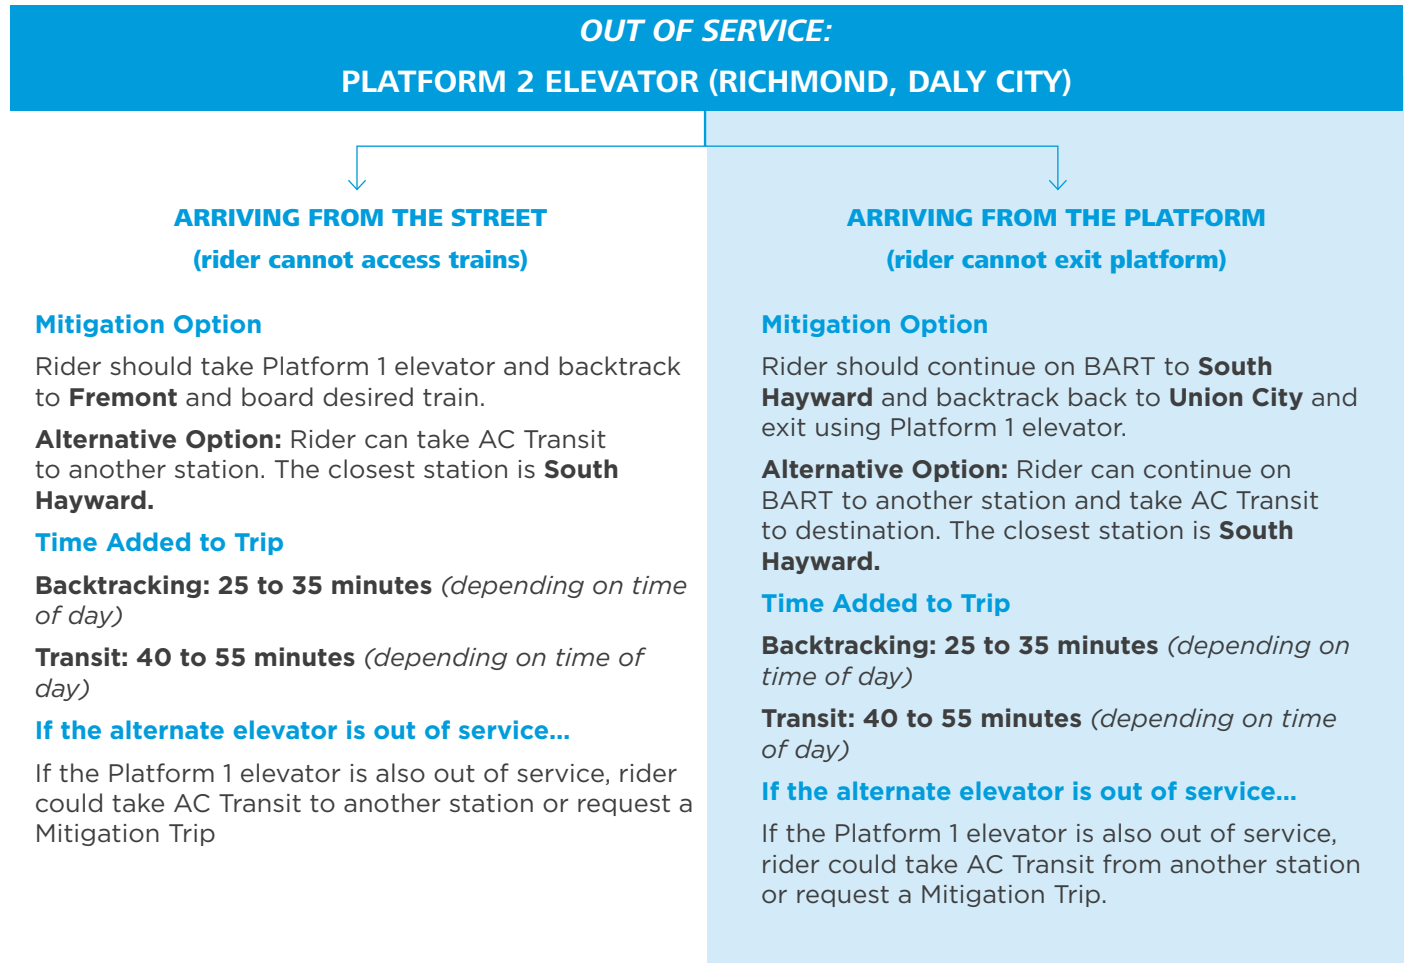 OUT OF SERVICE:
PLATFORM 2 ELEVATOR (RICHMOND, DALY CITY)
ARRIVING FROM THE STREET
(rider cannot access trains)
Mitigation Option
Rider should take Platform 1 elevator and backtrack
to Fremont and board desired train.
Alternative Option: Rider can take AC Transit
to another station. The closest station is South
Hayward.
Time Added to Trip
Backtracking: 25 to 35 minutes (depending on time
of day)
Transit: 40 to 55 minutes (depending on time of
day)
If the alternate elevator is out of service...
If the Platform 1 elevator is also out of service, rider
could take AC Transit to another station or request a
Mitigation Trip
ARRIVING FROM THE PLATFORM
(rider cannot exit platform)
Mitigation Option
Rider should continue on BART to South
Hayward and backtrack back to Union City and
exit using Platform 1 elevator.
Alternative Option: Rider can continue on
BART to another station and take AC Transit
to destination. The closest station is South
Hayward.
Time Added to Trip
Backtracking: 25 to 35 minutes (depending on
time of day)
Transit: 40 to 55 minutes (depending on time
of day)
If the alternate elevator is out of service...
If the Platform 1 elevator is also out of service,
rider could take AC Transit from another station
or request a Mitigation Trip.